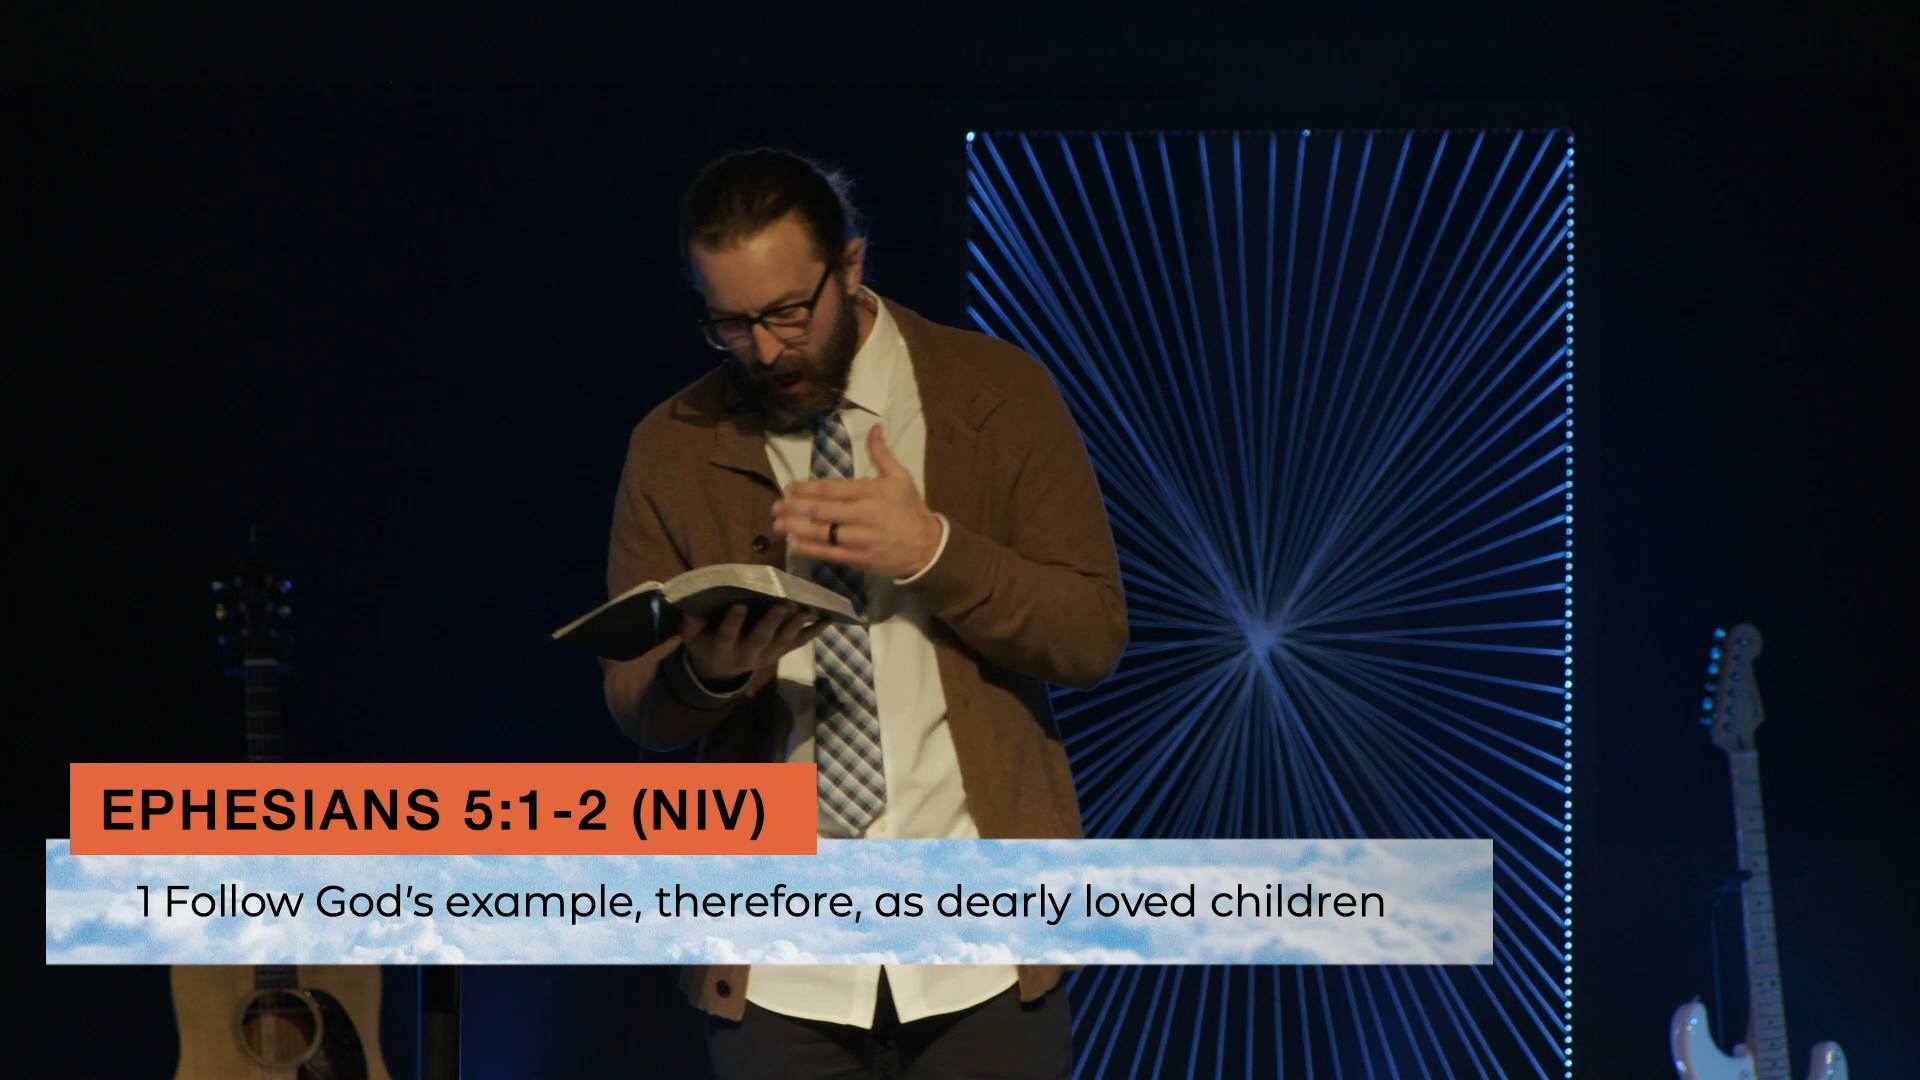 EPHESIANS 5:1-2 (NIV)
1 Follow God's example, therefore, as dearly loved children